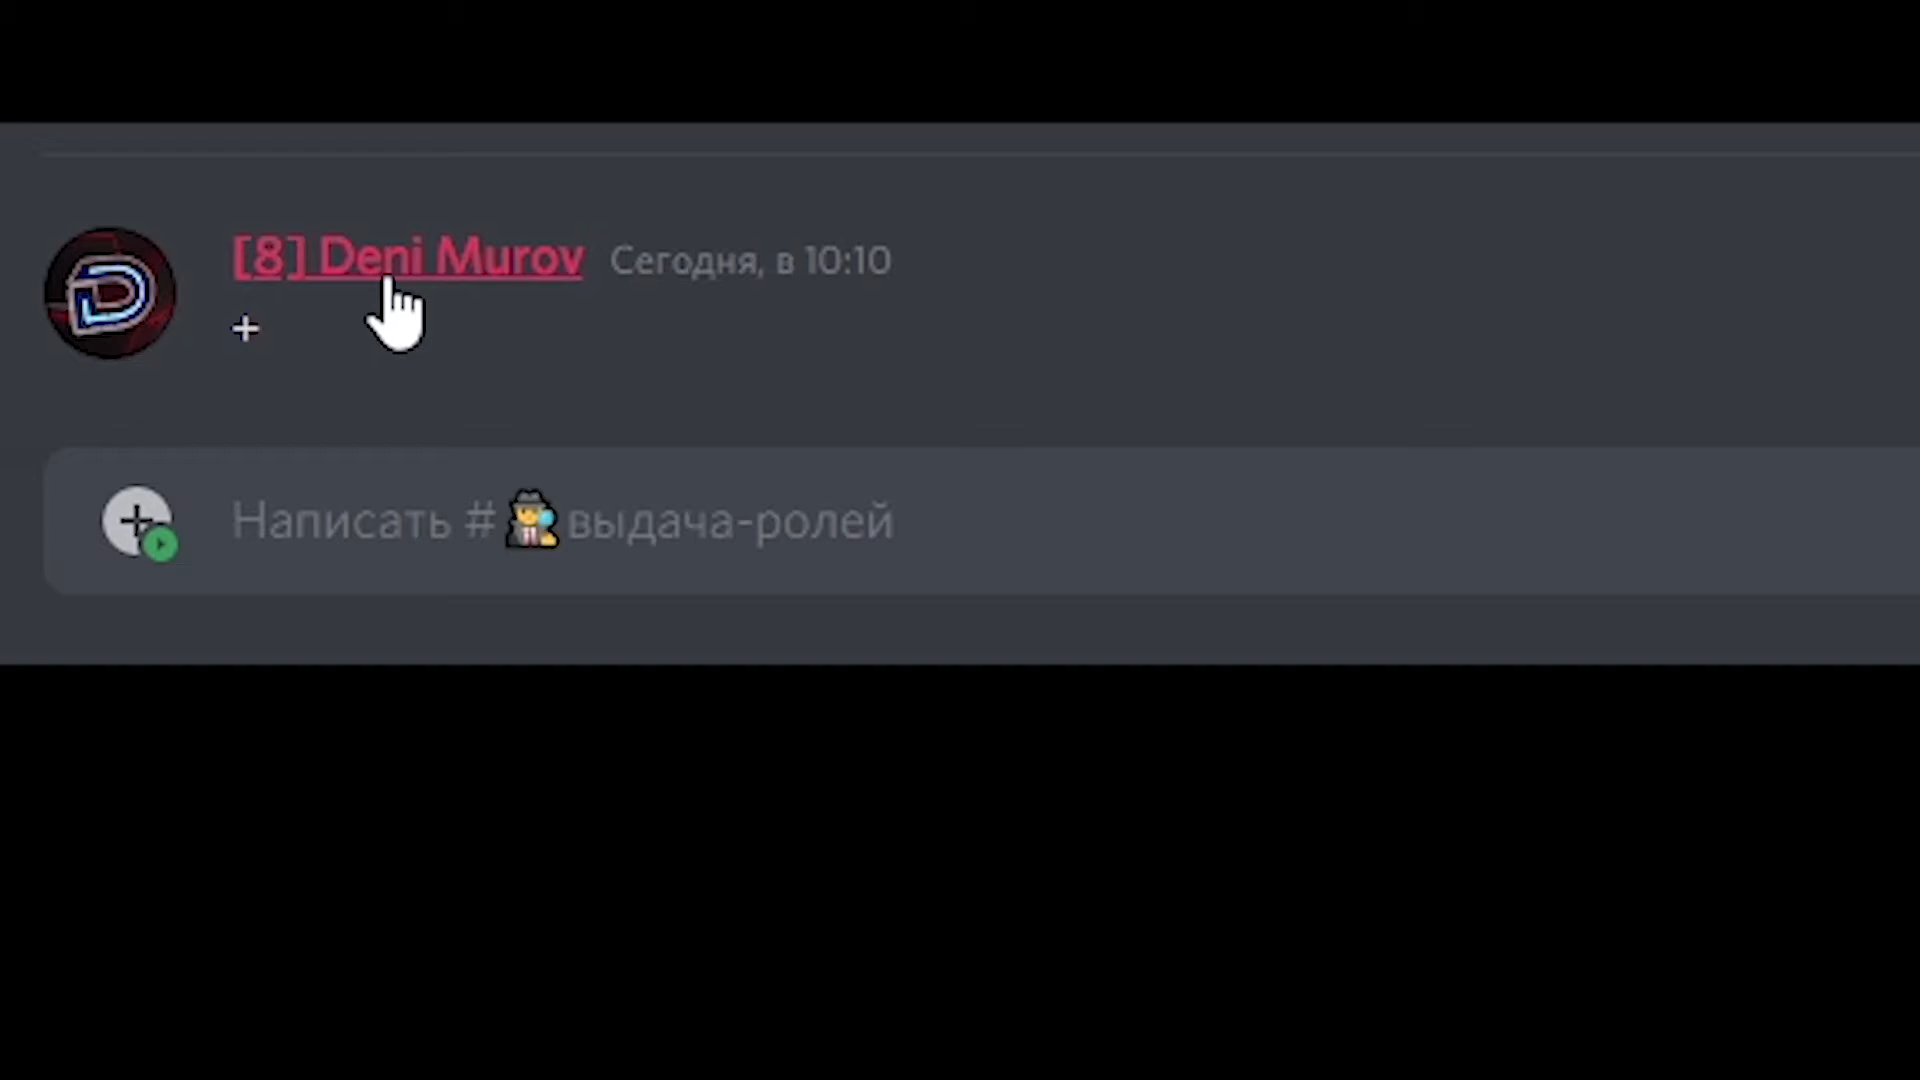 [8] Deni Murov Сегодня, в 10:10
+
Написать #🕵️выдача-ролей